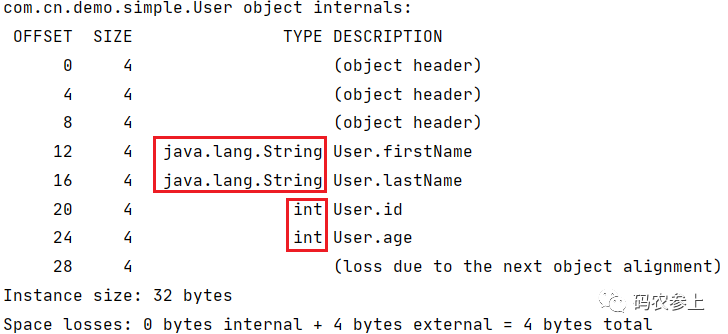 com.cn.demo.simple.User object internals:
OFFSET  SIZE               TYPE DESCRIPTION
     0     4                    (object header)
     4     4                    (object header)
     8     4                    (object header)
    12     4   java.lang.String User.firstName
    16     4   java.lang.String User.lastName
    20     4                int User.id
    24     4                int User.age
    28     4                    (loss due to the next object alignment)
Instance size: 32 bytes
Space losses: 0 bytes internal + 4 bytes external = 4 bytes total
码农参上